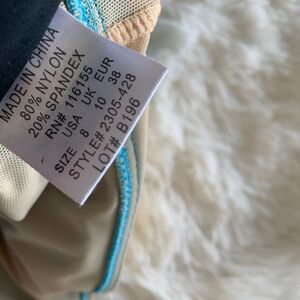 MADE IN CHINA
80% NYLON
20% SPANDEX
RN# 116155
USA UK EUR
SIZE 8 10 38
STYLE# 2305-428
LOT# B196